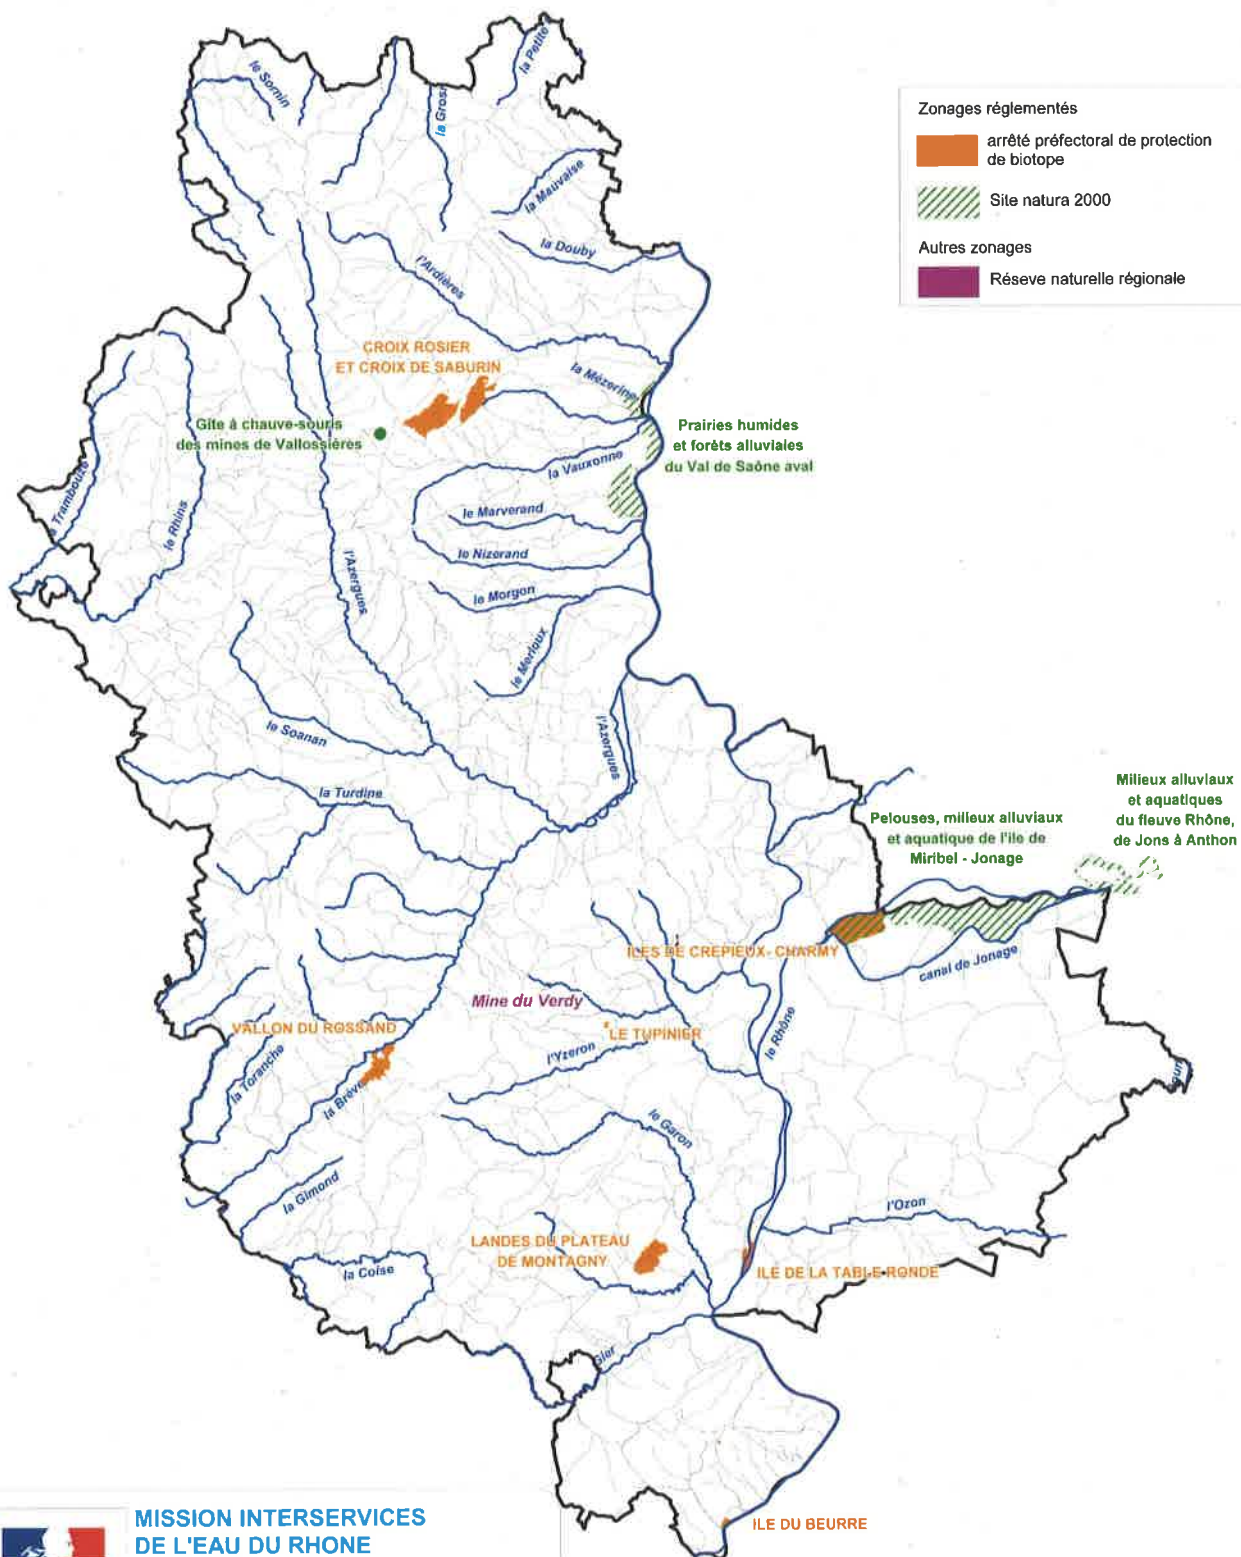 le Sornin
la Petite
la Gros
la Mauvaise
la Douby
l'Ardières
Zonages réglementés
arrêté préfectoral de protection
de biotope
Site natura 2000
Autres zonages
Réseve naturelle régionale
CROIX ROSIER
ET CROIX DE SABURIN
la Mézerine
Gîte à chauve-souris
des mines de Vallossières
Prairies humides
et forêts alluviales
du Val de Saône aval
la Vauxonne
le Trambouze
le Rhins
le Marverand
le Nizerand
l'Azergues
le Morgon
le Merloux
le Soanan
l'Azergues
la Turdine
Milieux alluviaux
et aquatiques
du fleuve Rhône,
de Jons à Anthon
Pelouses, milieux alluviaux
et aquatique de l'ile de
Miribel - Jonage
ILES DE CREPIEUX- CHARMY
canal de Jonage
Mine du Verdy
VALLON DU ROSSAND
LE TUPINIER
le Rhône
l'Yzeron
la Toranche
la Bréve
le Garon
la Gimond
l'Ozon
LANDES DU PLATEAU
DE MONTAGNY
la Coise
ILE DE LA TABLE RONDE
Gier
MISSION INTERSERVICES
DE L'EAU DU RHONE
ILE DU BEURRE